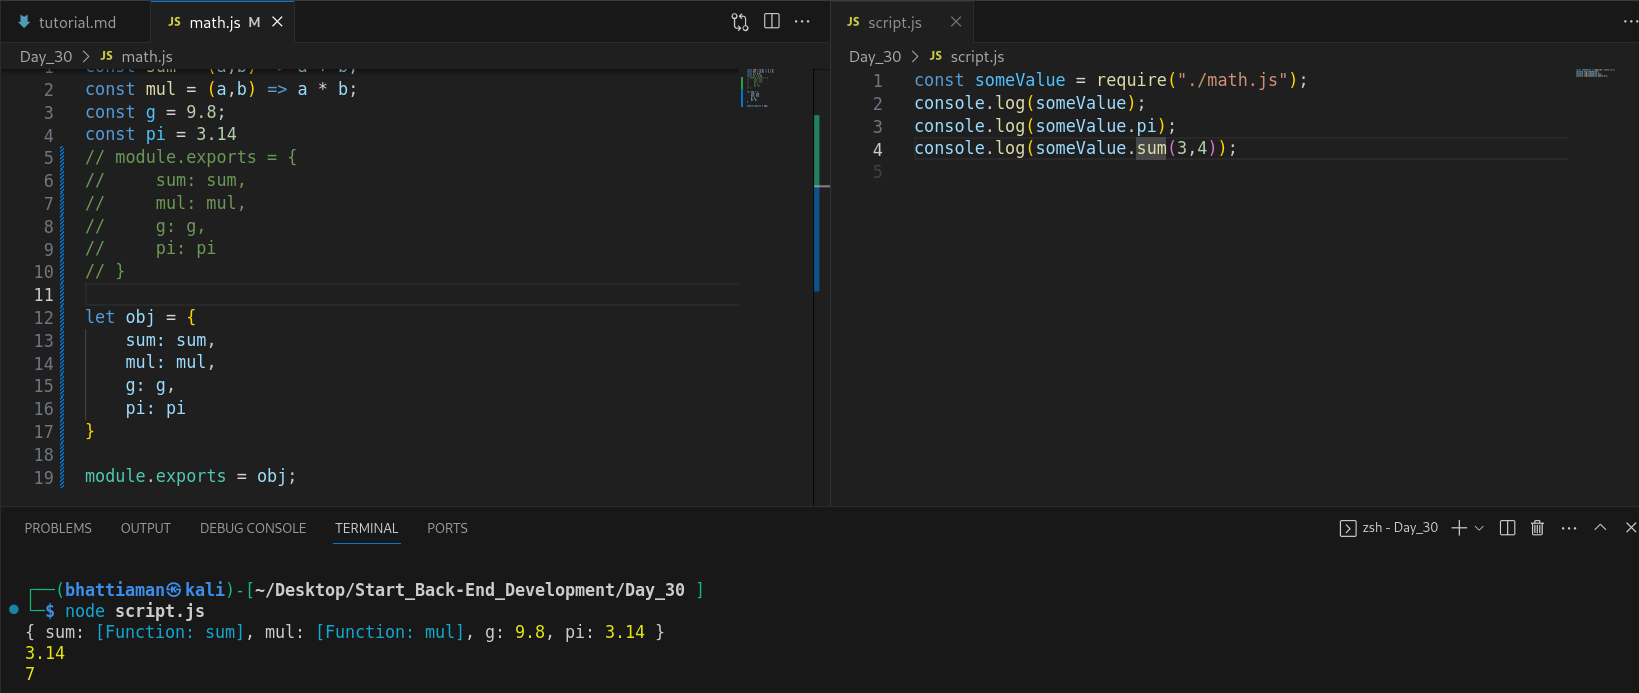 tutorial.md
JS math.js M
JS script.js
Day_30 > JS math.js
Day_30 > JS script.js
1 const sum = (a,b) => a + b;
2 const mul = (a,b) => a * b;
3 const g = 9.8;
4 const pi = 3.14
5 // module.exports = {
6 //     sum: sum,
7 //     mul: mul,
8 //     g: g,
9 //     pi: pi
10 // }
11
12 let obj = {
13     sum: sum,
14     mul: mul,
15     g: g,
16     pi: pi
17 }
18
19 module.exports = obj;
1 const someValue = require("./math.js");
2 console.log(someValue);
3 console.log(someValue.pi);
4 console.log(someValue.sum(3,4));
5
PROBLEMS OUTPUT DEBUG CONSOLE TERMINAL PORTS
zsh - Day_30
(bhattiaman㉿kali)-[~/Desktop/Start_Back-End_Development/Day_30 ]
$ node script.js
{ sum: [Function: sum], mul: [Function: mul], g: 9.8, pi: 3.14 }
3.14
7